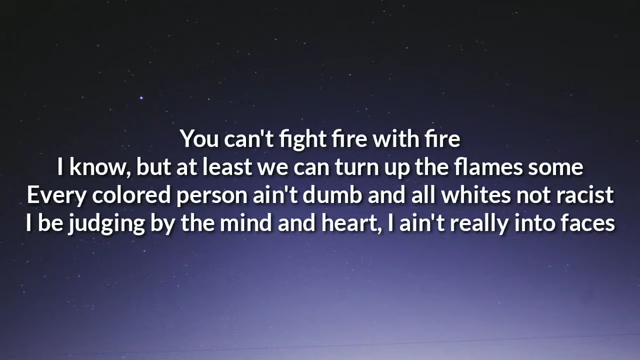 You can't fight fire with fire
I know, but at least we can turn up the flames some
Every colored person ain't dumb and all whites not racist
I be judging by the mind and heart, I ain't really into faces